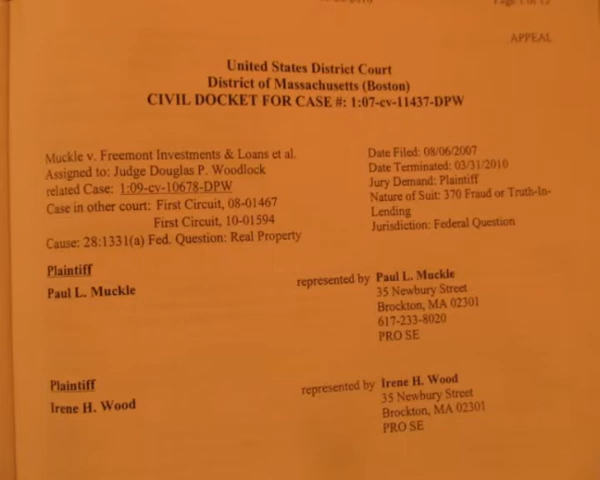 Page 1 of 15
APPEAL
United States District Court
District of Massachusetts (Boston)
CIVIL DOCKET FOR CASE #: 1:07-cv-11437-DPW
Muckle v. Freemont Investments & Loans et al.
Assigned to: Judge Douglas P. Woodlock
related Case: 1:09-cv-10678-DPW
Case in other court: First Circuit, 08-01467
First Circuit, 10-01594
Cause: 28:1331(a) Fed. Question: Real Property
Date Filed: 08/06/2007
Date Terminated: 03/31/2010
Jury Demand: Plaintiff
Nature of Suit: 370 Fraud or Truth-In-
Lending
Jurisdiction: Federal Question
Plaintiff
Paul L. Muckle
represented by Paul L. Muckle
35 Newbury Street
Brockton, MA 02301
617-233-8020
PRO SE
Plaintiff
Irene H. Wood
represented by Irene H. Wood
35 Newbury Street
Brockton, MA 02301
PRO SE